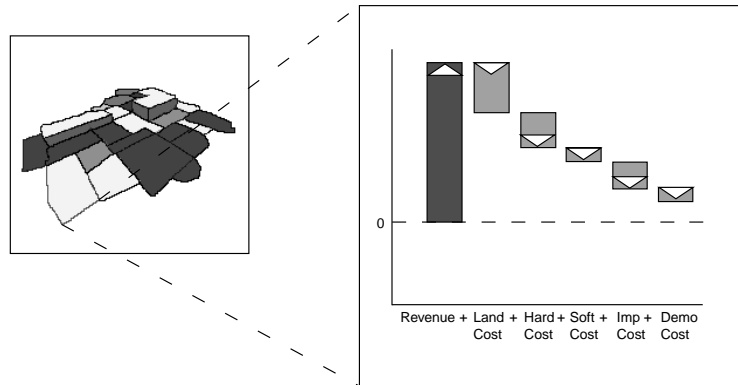 0
Revenue + Land + Hard + Soft + Imp + Demo
Cost Cost Cost Cost Cost